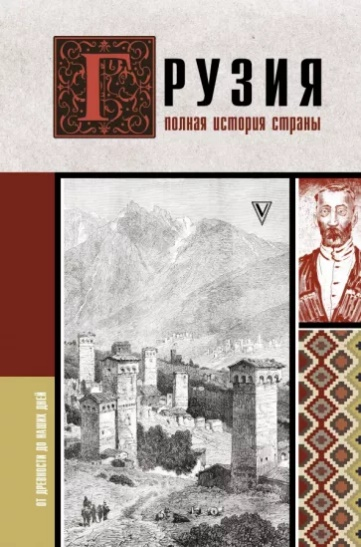 ГРУЗИЯ
ПОЛНАЯ ИСТОРИЯ СТРАНЫ
ОТ ДРЕВНОСТИ ДО НАШИХ ДНЕЙ